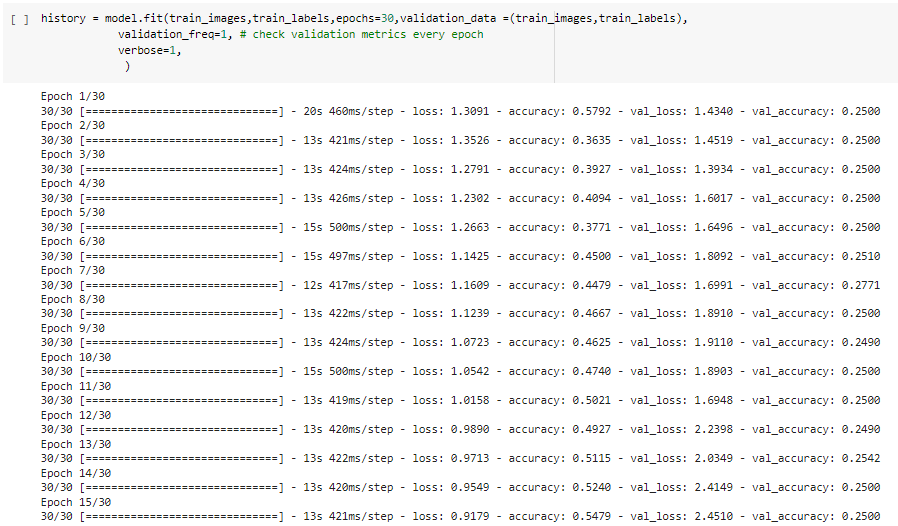 [ ] history = model.fit(train_images,train_labels,epochs=30,validation_data =(train_images,train_labels),
validation_freq=1, # check validation metrics every epoch
verbose=1,
)
Epoch 1/30
30/30 [==============================] - 20s 460ms/step - loss: 1.3091 - accuracy: 0.5792 - val_loss: 1.4340 - val_accuracy: 0.2500
Epoch 2/30
30/30 [==============================] - 13s 421ms/step - loss: 1.3526 - accuracy: 0.3635 - val_loss: 1.4519 - val_accuracy: 0.2500
Epoch 3/30
30/30 [==============================] - 13s 424ms/step - loss: 1.2791 - accuracy: 0.3927 - val_loss: 1.3934 - val_accuracy: 0.2500
Epoch 4/30
30/30 [==============================] - 13s 426ms/step - loss: 1.2302 - accuracy: 0.4094 - val_loss: 1.6017 - val_accuracy: 0.2500
Epoch 5/30
30/30 [==============================] - 15s 500ms/step - loss: 1.2663 - accuracy: 0.3771 - val_loss: 1.6496 - val_accuracy: 0.2500
Epoch 6/30
30/30 [==============================] - 15s 497ms/step - loss: 1.1425 - accuracy: 0.4500 - val_loss: 1.8092 - val_accuracy: 0.2510
Epoch 7/30
30/30 [==============================] - 12s 417ms/step - loss: 1.1609 - accuracy: 0.4479 - val_loss: 1.6991 - val_accuracy: 0.2771
Epoch 8/30
30/30 [==============================] - 13s 422ms/step - loss: 1.1239 - accuracy: 0.4667 - val_loss: 1.8910 - val_accuracy: 0.2500
Epoch 9/30
30/30 [==============================] - 13s 424ms/step - loss: 1.0723 - accuracy: 0.4625 - val_loss: 1.9110 - val_accuracy: 0.2490
Epoch 10/30
30/30 [==============================] - 15s 500ms/step - loss: 1.0542 - accuracy: 0.4740 - val_loss: 1.8903 - val_accuracy: 0.2500
Epoch 11/30
30/30 [==============================] - 13s 419ms/step - loss: 1.0158 - accuracy: 0.5021 - val_loss: 1.6948 - val_accuracy: 0.2500
Epoch 12/30
30/30 [==============================] - 13s 420ms/step - loss: 0.9890 - accuracy: 0.4927 - val_loss: 2.2398 - val_accuracy: 0.2490
Epoch 13/30
30/30 [==============================] - 13s 422ms/step - loss: 0.9713 - accuracy: 0.5115 - val_loss: 2.0349 - val_accuracy: 0.2542
Epoch 14/30
30/30 [==============================] - 13s 420ms/step - loss: 0.9549 - accuracy: 0.5240 - val_loss: 2.4149 - val_accuracy: 0.2500
Epoch 15/30
30/30 [==============================] - 13s 421ms/step - loss: 0.9179 - accuracy: 0.5479 - val_loss: 2.4510 - val_accuracy: 0.2500